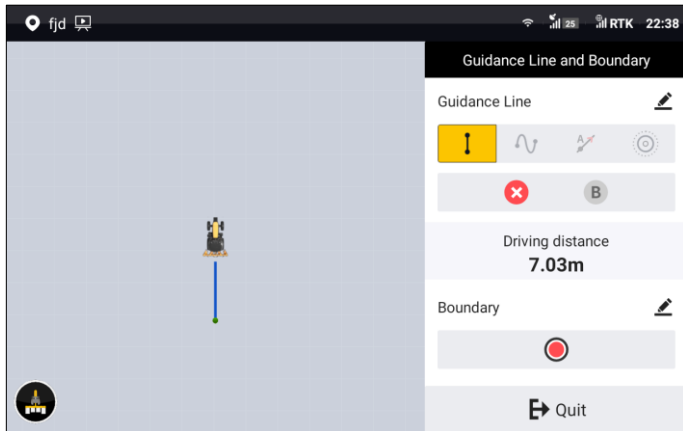 fjd
25 RTK 22:38
Guidance Line and Boundary
Guidance Line
A
B
Driving distance
7.03m
Boundary
Quit